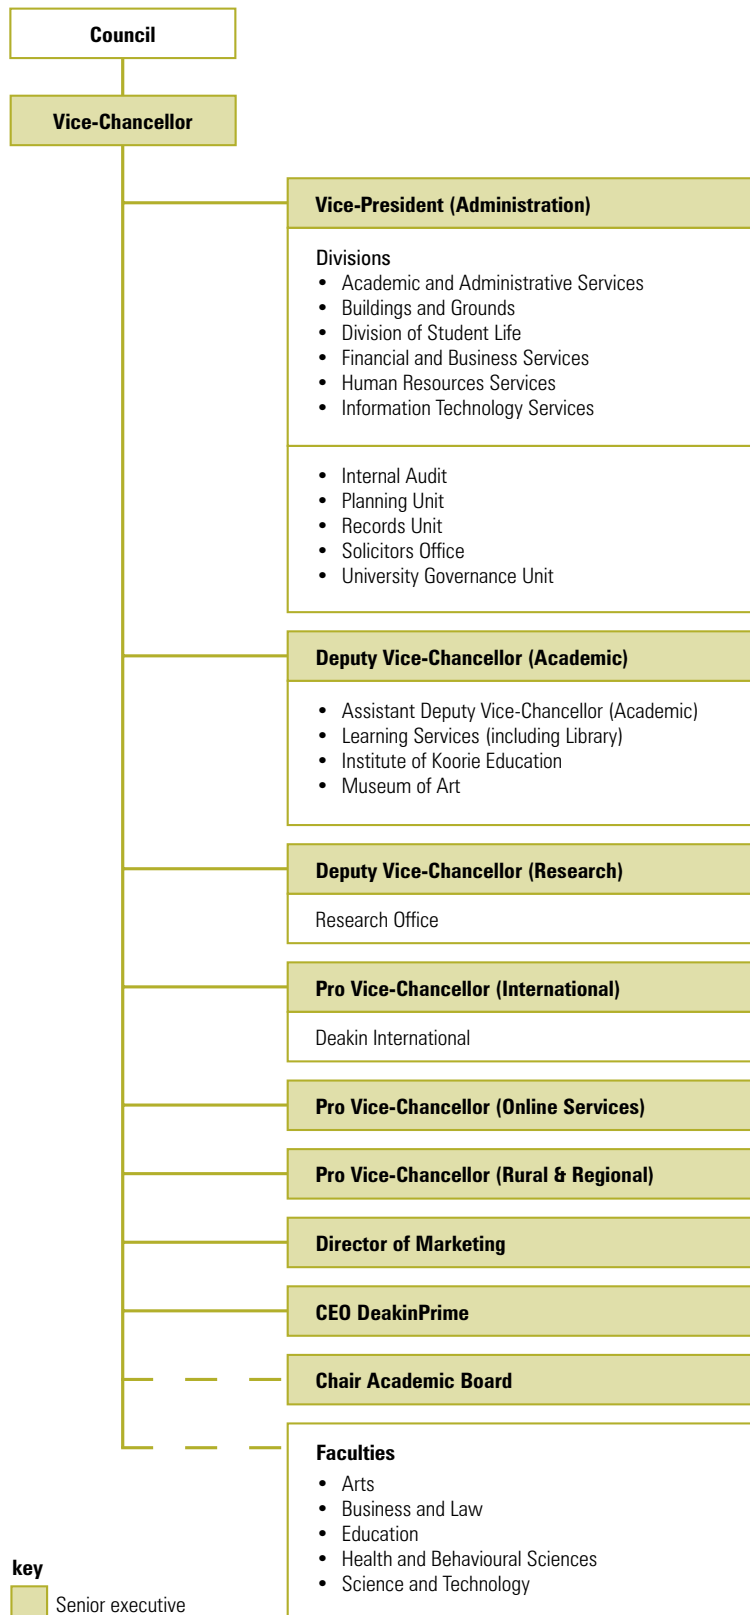 Council
Vice-Chancellor
Vice-President (Administration)
Divisions
• Academic and Administrative Services
• Buildings and Grounds
• Division of Student Life
• Financial and Business Services
• Human Resources Services
• Information Technology Services
• Internal Audit
• Planning Unit
• Records Unit
• Solicitors Office
• University Governance Unit
Deputy Vice-Chancellor (Academic)
• Assistant Deputy Vice-Chancellor (Academic)
• Learning Services (including Library)
• Institute of Koorie Education
• Museum of Art
Deputy Vice-Chancellor (Research)
Research Office
Pro Vice-Chancellor (International)
Deakin International
Pro Vice-Chancellor (Online Services)
Pro Vice-Chancellor (Rural & Regional)
Director of Marketing
CEO DeakinPrime
Chair Academic Board
Faculties
• Arts
• Business and Law
• Education
• Health and Behavioural Sciences
• Science and Technology
key
Senior executive